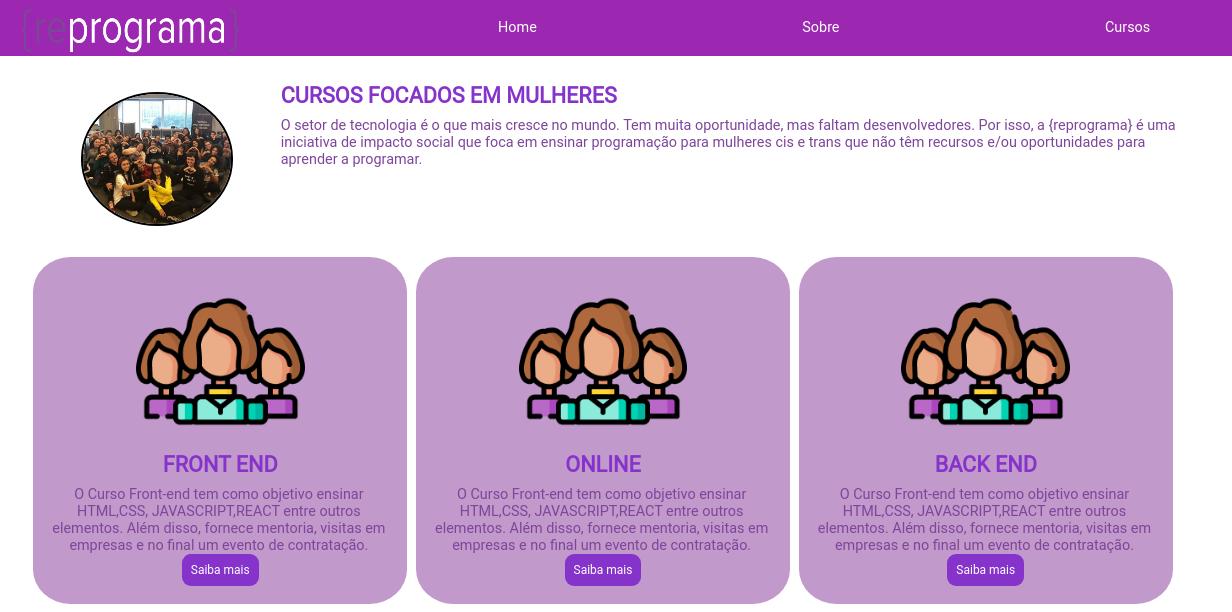 {reprograma}
Home
Sobre
Cursos
CURSOS FOCADOS EM MULHERES
O setor de tecnologia é o que mais cresce no mundo. Tem muita oportunidade, mas faltam desenvolvedores. Por isso, a {reprograma} é uma
iniciativa de impacto social que foca em ensinar programação para mulheres cis e trans que não têm recursos e/ou oportunidades para
aprender a programar.
FRONT END
O Curso Front-end tem como objetivo ensinar
HTML,CSS, JAVASCRIPT,REACT entre outros
elementos. Além disso, fornece mentoria, visitas em
empresas e no final um evento de contratação.
Saiba mais
ONLINE
O Curso Front-end tem como objetivo ensinar
HTML,CSS, JAVASCRIPT,REACT entre outros
elementos. Além disso, fornece mentoria, visitas em
empresas e no final um evento de contratação.
Saiba mais
BACK END
O Curso Front-end tem como objetivo ensinar
HTML,CSS, JAVASCRIPT,REACT entre outros
elementos. Além disso, fornece mentoria, visitas em
empresas e no final um evento de contratação.
Saiba mais